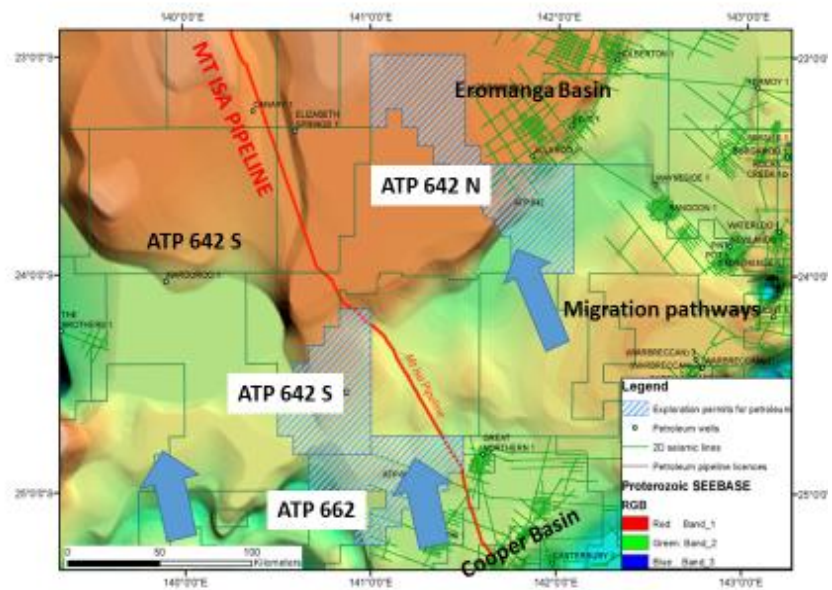 140°0'0"E 141°0'0"E 142°0'0"E 143°0'0"E
23°0'0"S
23°0'0"S
MT ISA PIPELINE
CANARY 1
ELIZABETH
SPRINGS 1
Eromanga Basin
ATP 642 N
ATP 642 S
24°0'0"S
24°0'0"S
Migration pathways
THE
BROTHERS 1
Mt Isa Pipeline
ATP 642 S
GREAT
NORTHERN 1
ATP 662
25°0'0"S
25°0'0"S
Cooper Basin
CANTERBURY
Legend
Exploration permits for petroleum
Petroleum wells
2D seismic lines
Petroleum pipeline licences
Proterozoic SEEBASE
RGB
Red Band_1
Green Band_2
Blue Band_3
0 50 100
Kilometers
140°0'0"E 141°0'0"E 142°0'0"E 143°0'0"E